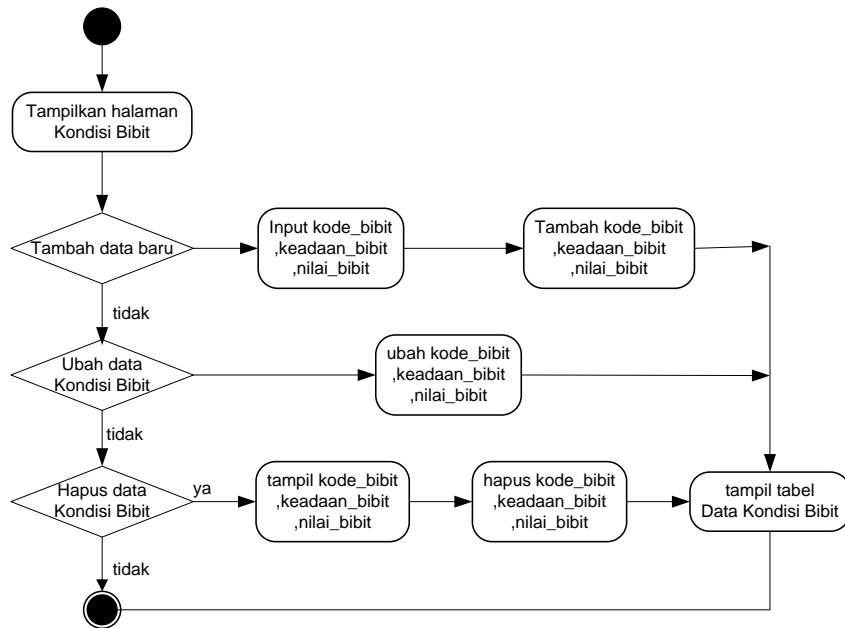 Tampilkan halaman
Kondisi Bibit
Tambah data baru
Input kode_bibit
,keadaan_bibit
,nilai_bibit
Tambah kode_bibit
,keadaan_bibit
,nilai_bibit
tidak
Ubah data
Kondisi Bibit
ubah kode_bibit
,keadaan_bibit
,nilai_bibit
tidak
Hapus data
Kondisi Bibit
ya
tampil kode_bibit
,keadaan_bibit
,nilai_bibit
hapus kode_bibit
,keadaan_bibit
,nilai_bibit
tampil tabel
Data Kondisi Bibit
tidak